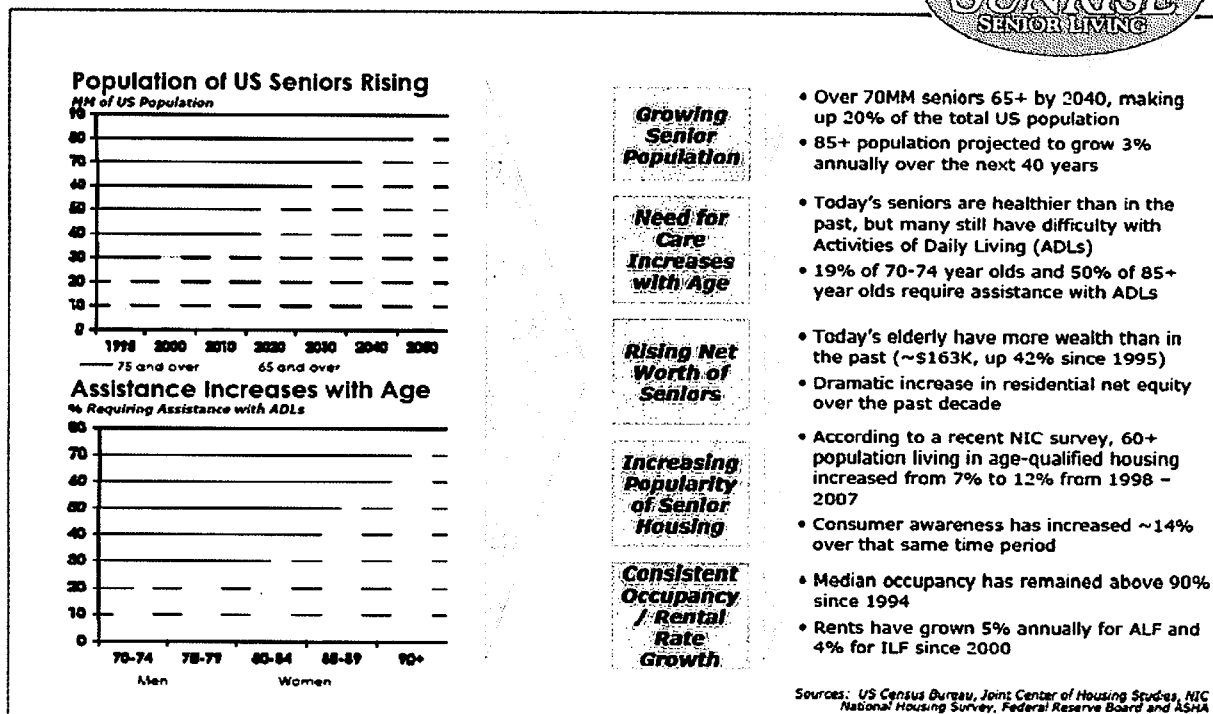 SUNRISE
SENIOR LIVING
Population of US Seniors Rising
MM of US Population
90
80
70
60
50
40
30
20
10
0
1998 2000 2010 2020 2030 2040 2050
75 and over 65 and over
Assistance Increases with Age
% Requiring Assistance with ADLs
80
70
60
50
40
30
20
10
0
70-74 75-79 80-84 85-89 90+
Men Women
Growing
Senior
Population
• Over 70MM seniors 65+ by 2040, making
up 20% of the total US population
• 85+ population projected to grow 3%
annually over the next 40 years
Need for
Care
Increases
with Age
• Today's seniors are healthier than in the
past, but many still have difficulty with
Activities of Daily Living (ADLs)
• 19% of 70-74 year olds and 50% of 85+
year olds require assistance with ADLs
Rising Net
Worth of
Seniors
• Today's elderly have more wealth than in
the past (~$163K, up 42% since 1995)
• Dramatic increase in residential net equity
over the past decade
Increasing
Popularity
of Senior
Housing
• According to a recent NIC survey, 60+
population living in age-qualified housing
increased from 7% to 12% from 1998 –
2007
• Consumer awareness has increased ~14%
over that same time period
Consistent
Occupancy
/ Rental
Rate
Growth
• Median occupancy has remained above 90%
since 1994
• Rents have grown 5% annually for ALF and
4% for ILF since 2000
Sources: US Census Bureau, Joint Center of Housing Studies, NIC
National Housing Survey, Federal Reserve Board and ASHA